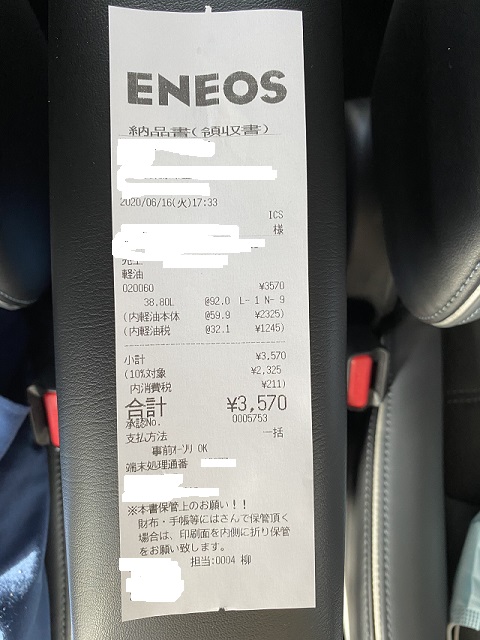 ENEOS
納品書(領収書)
2020/06/16(火)17:33
ICS
様
売上
軽油
020060 ¥3570
38.80L @92.0 L- 1 N- 9
(内軽油本体 @59.9 ¥2325)
(内軽油税 @32.1 ¥1245)
小計 ¥3,570
(10%対象 ¥2,325
内消費税 ¥211)
合計 ¥3,570
承認No. 0005753
支払方法 一括
事前オーソリ OK
端末処理通番
※本書保管上のお願い!!
財布・手帳等にはさんで保管頂く
場合は、印刷面を内側に折り保管
をお願い致します。
担当:0004 柳